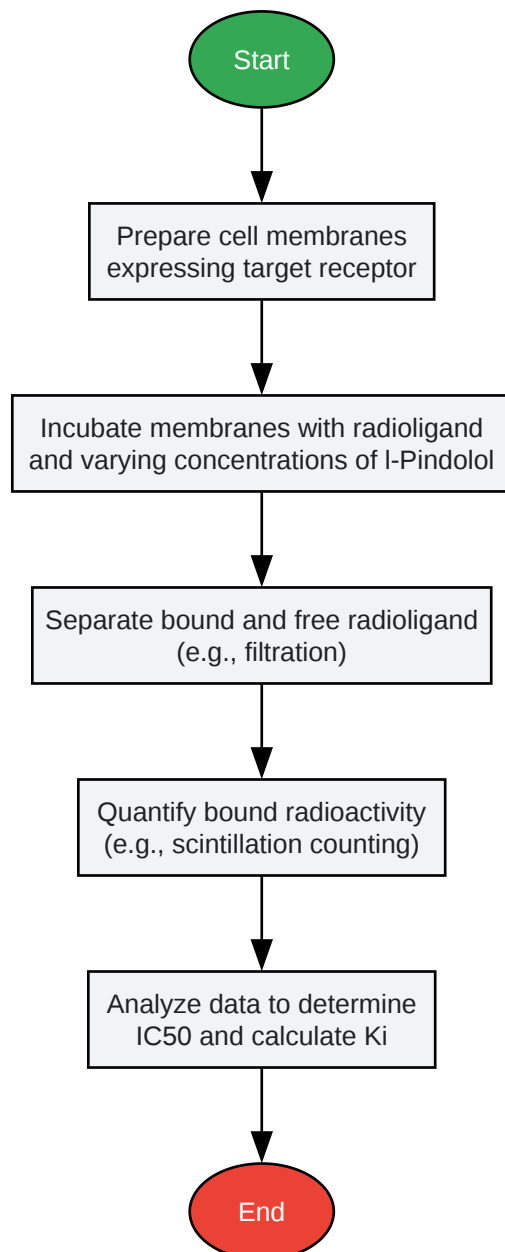 Start
Prepare cell membranes
expressing target receptor
Incubate membranes with radioligand
and varying concentrations of l-Pindolol
Separate bound and free radioligand
(e.g., filtration)
Quantify bound radioactivity
(e.g., scintillation counting)
Analyze data to determine
IC50 and calculate Ki
End